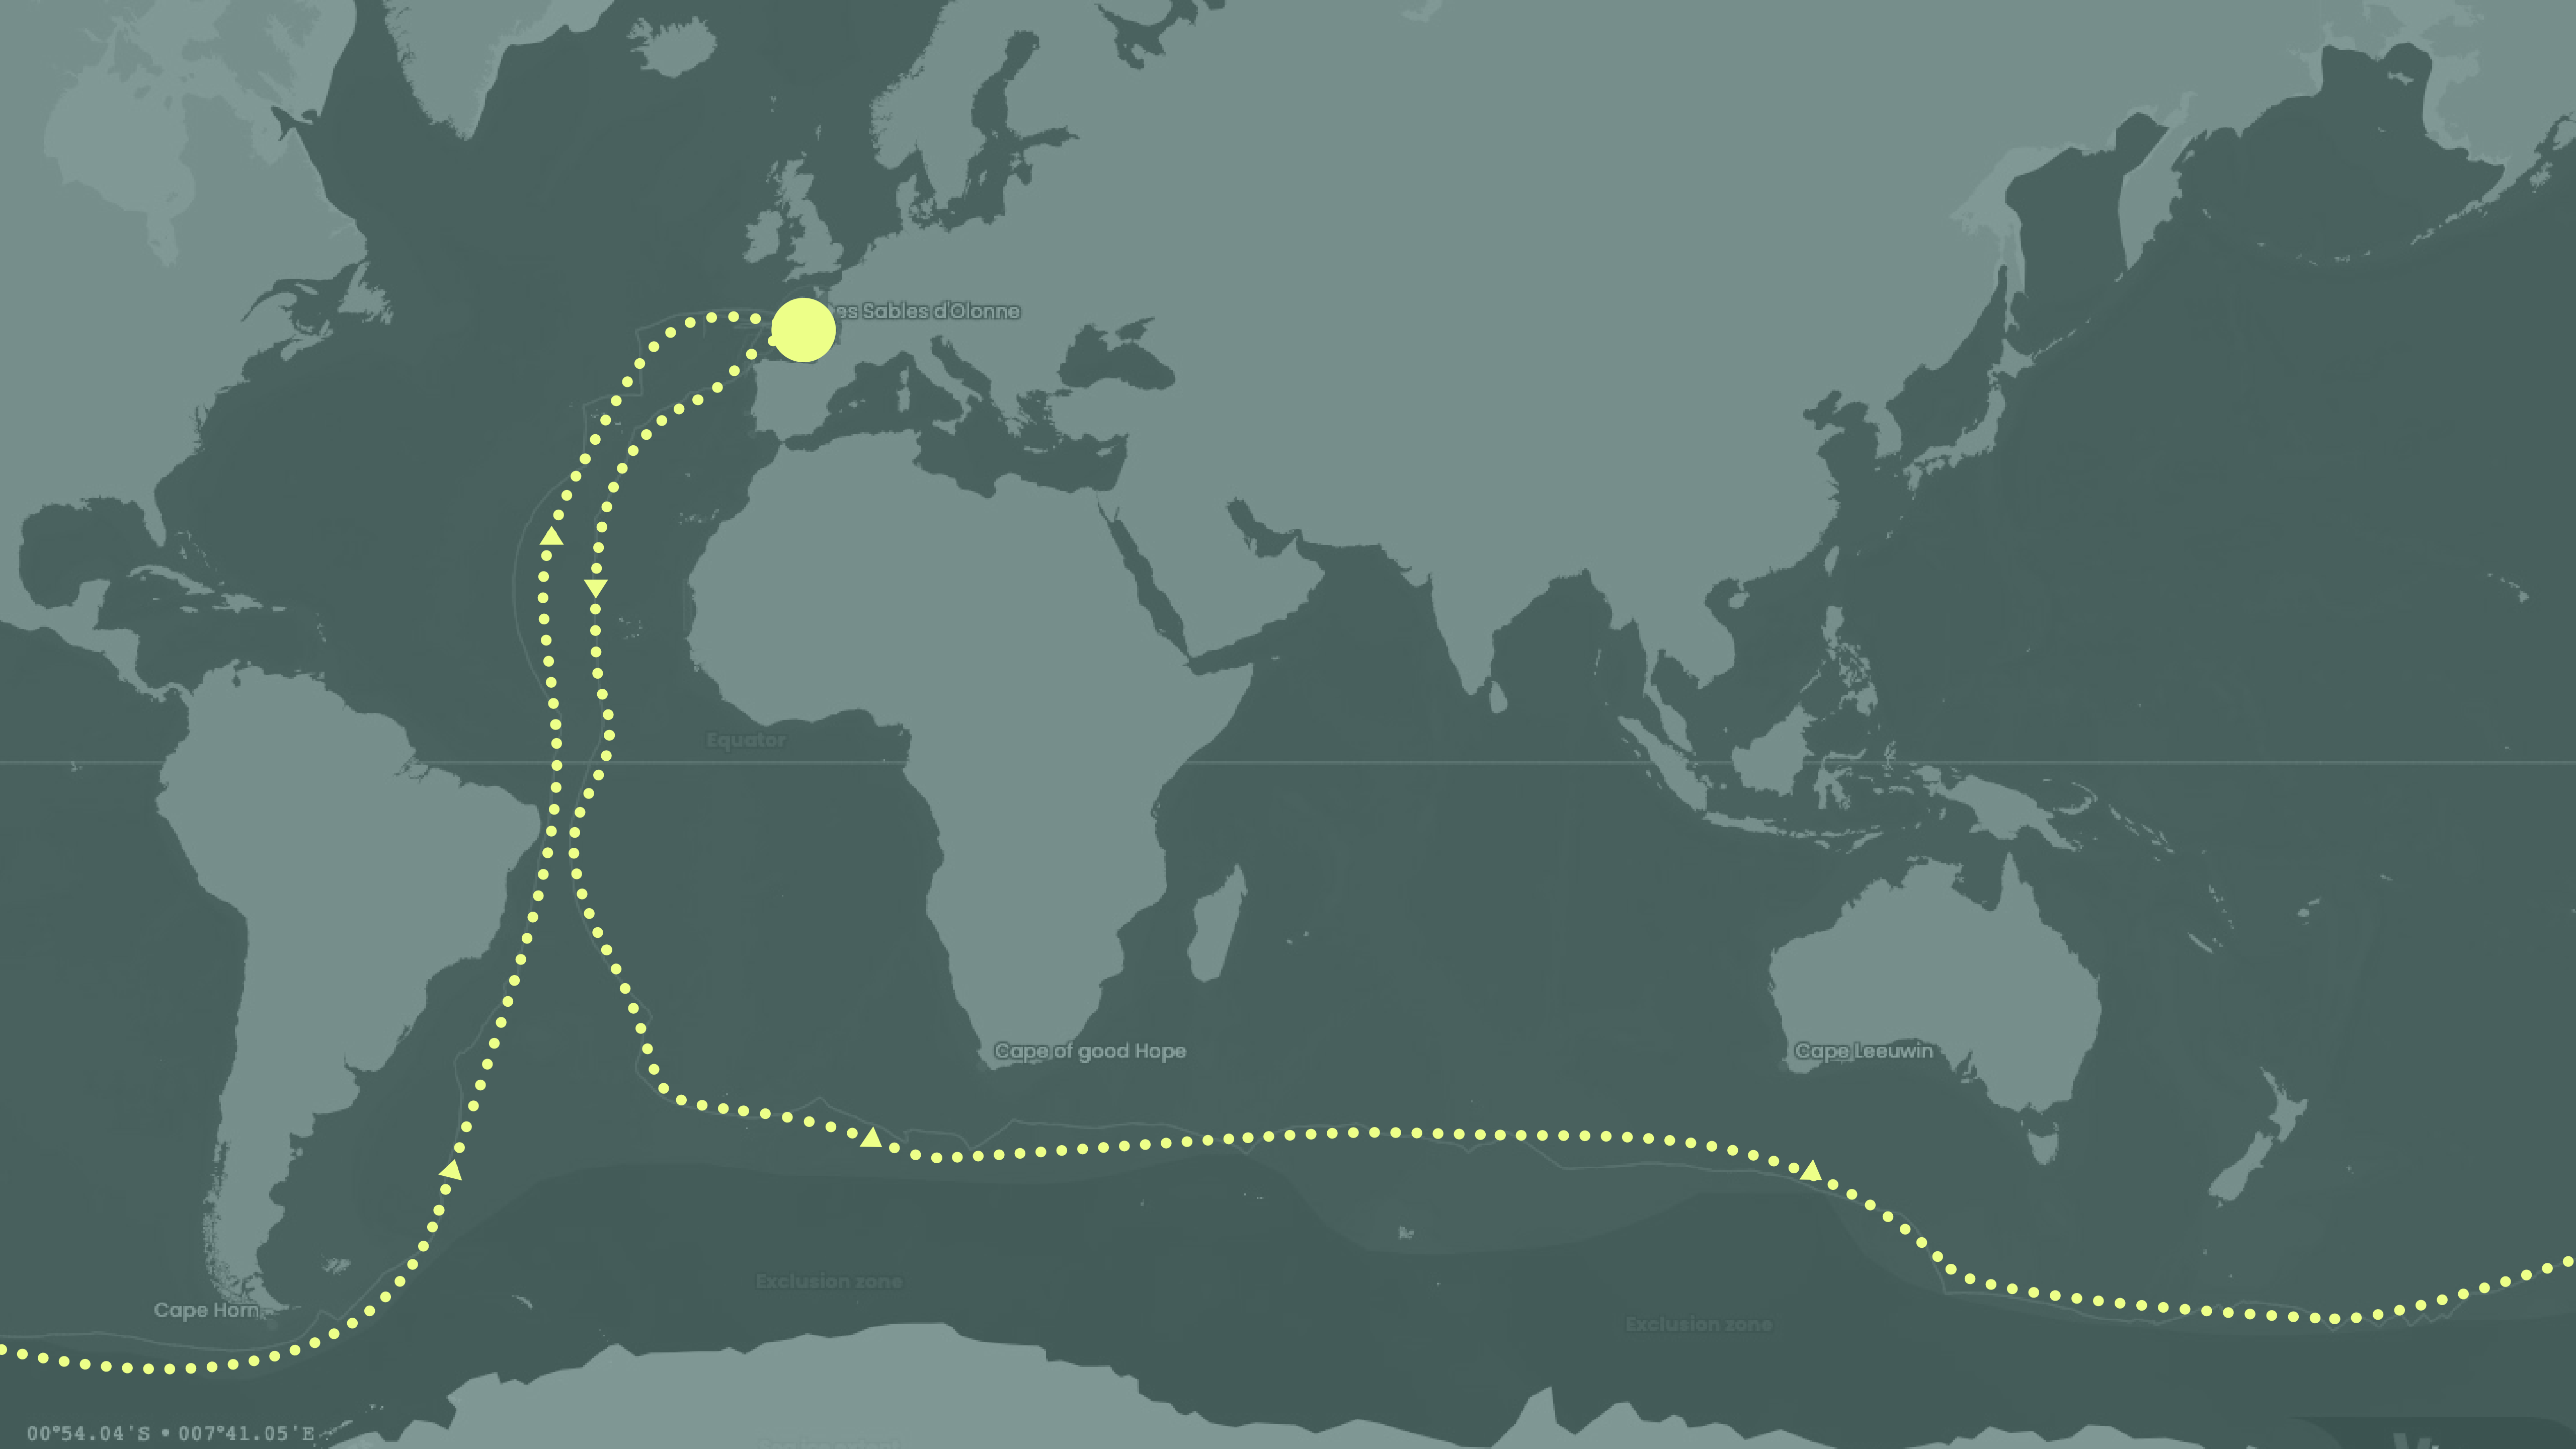 es Sables d'Olonne
Equator
Cape of good Hope
Cape Leeuwin
Exclusion zone
Cape Horn
Exclusion zone
00°54.04'S • 007°41.05'E